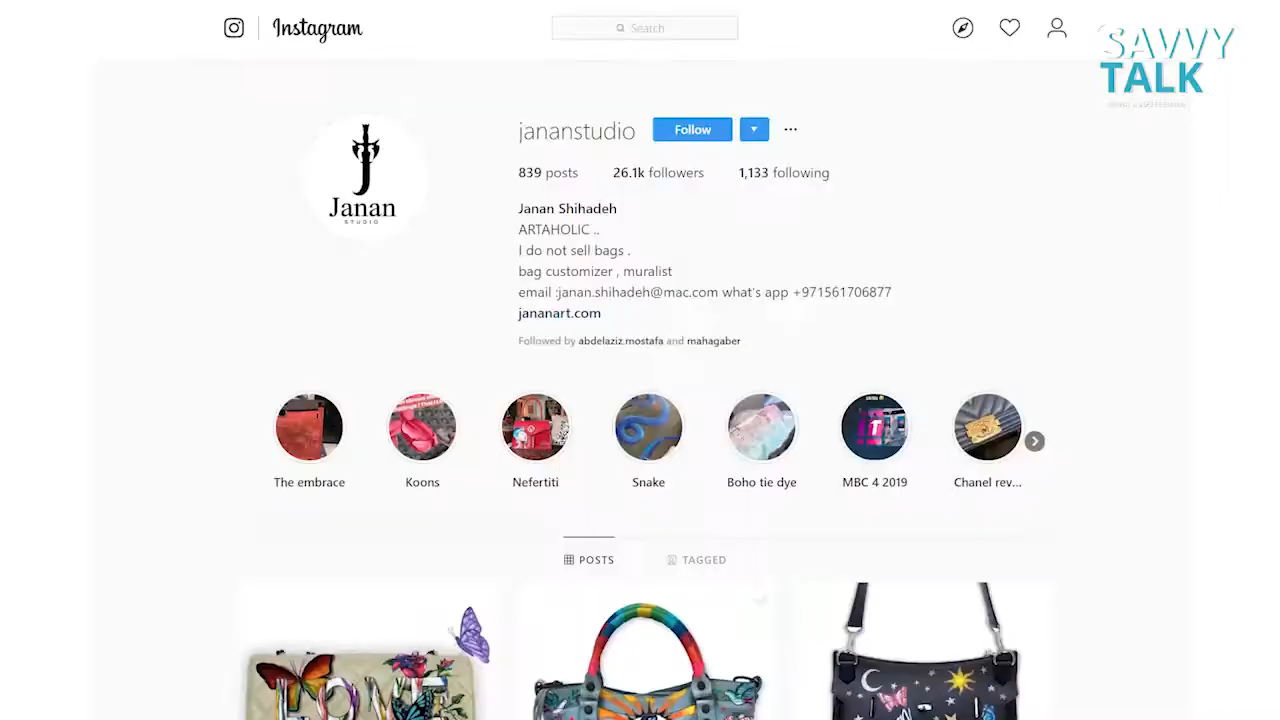 Instagram
Search
SAVVY
TALK
jananstudio
Follow
839 posts
26.1k followers
1,133 following
J
Janan
STUDIO
Janan Shihadeh
ARTAHOLIC ..
I do not sell bags .
bag customizer , muralist
email :janan.shihadeh@mac.com what's app +971561706877
jananart.com
Followed by abdelaziz.mostafa and mahagaber
The embrace
Koons
Nefertiti
Snake
Boho tie dye
MBC 4 2019
Chanel rev...
POSTS
TAGGED